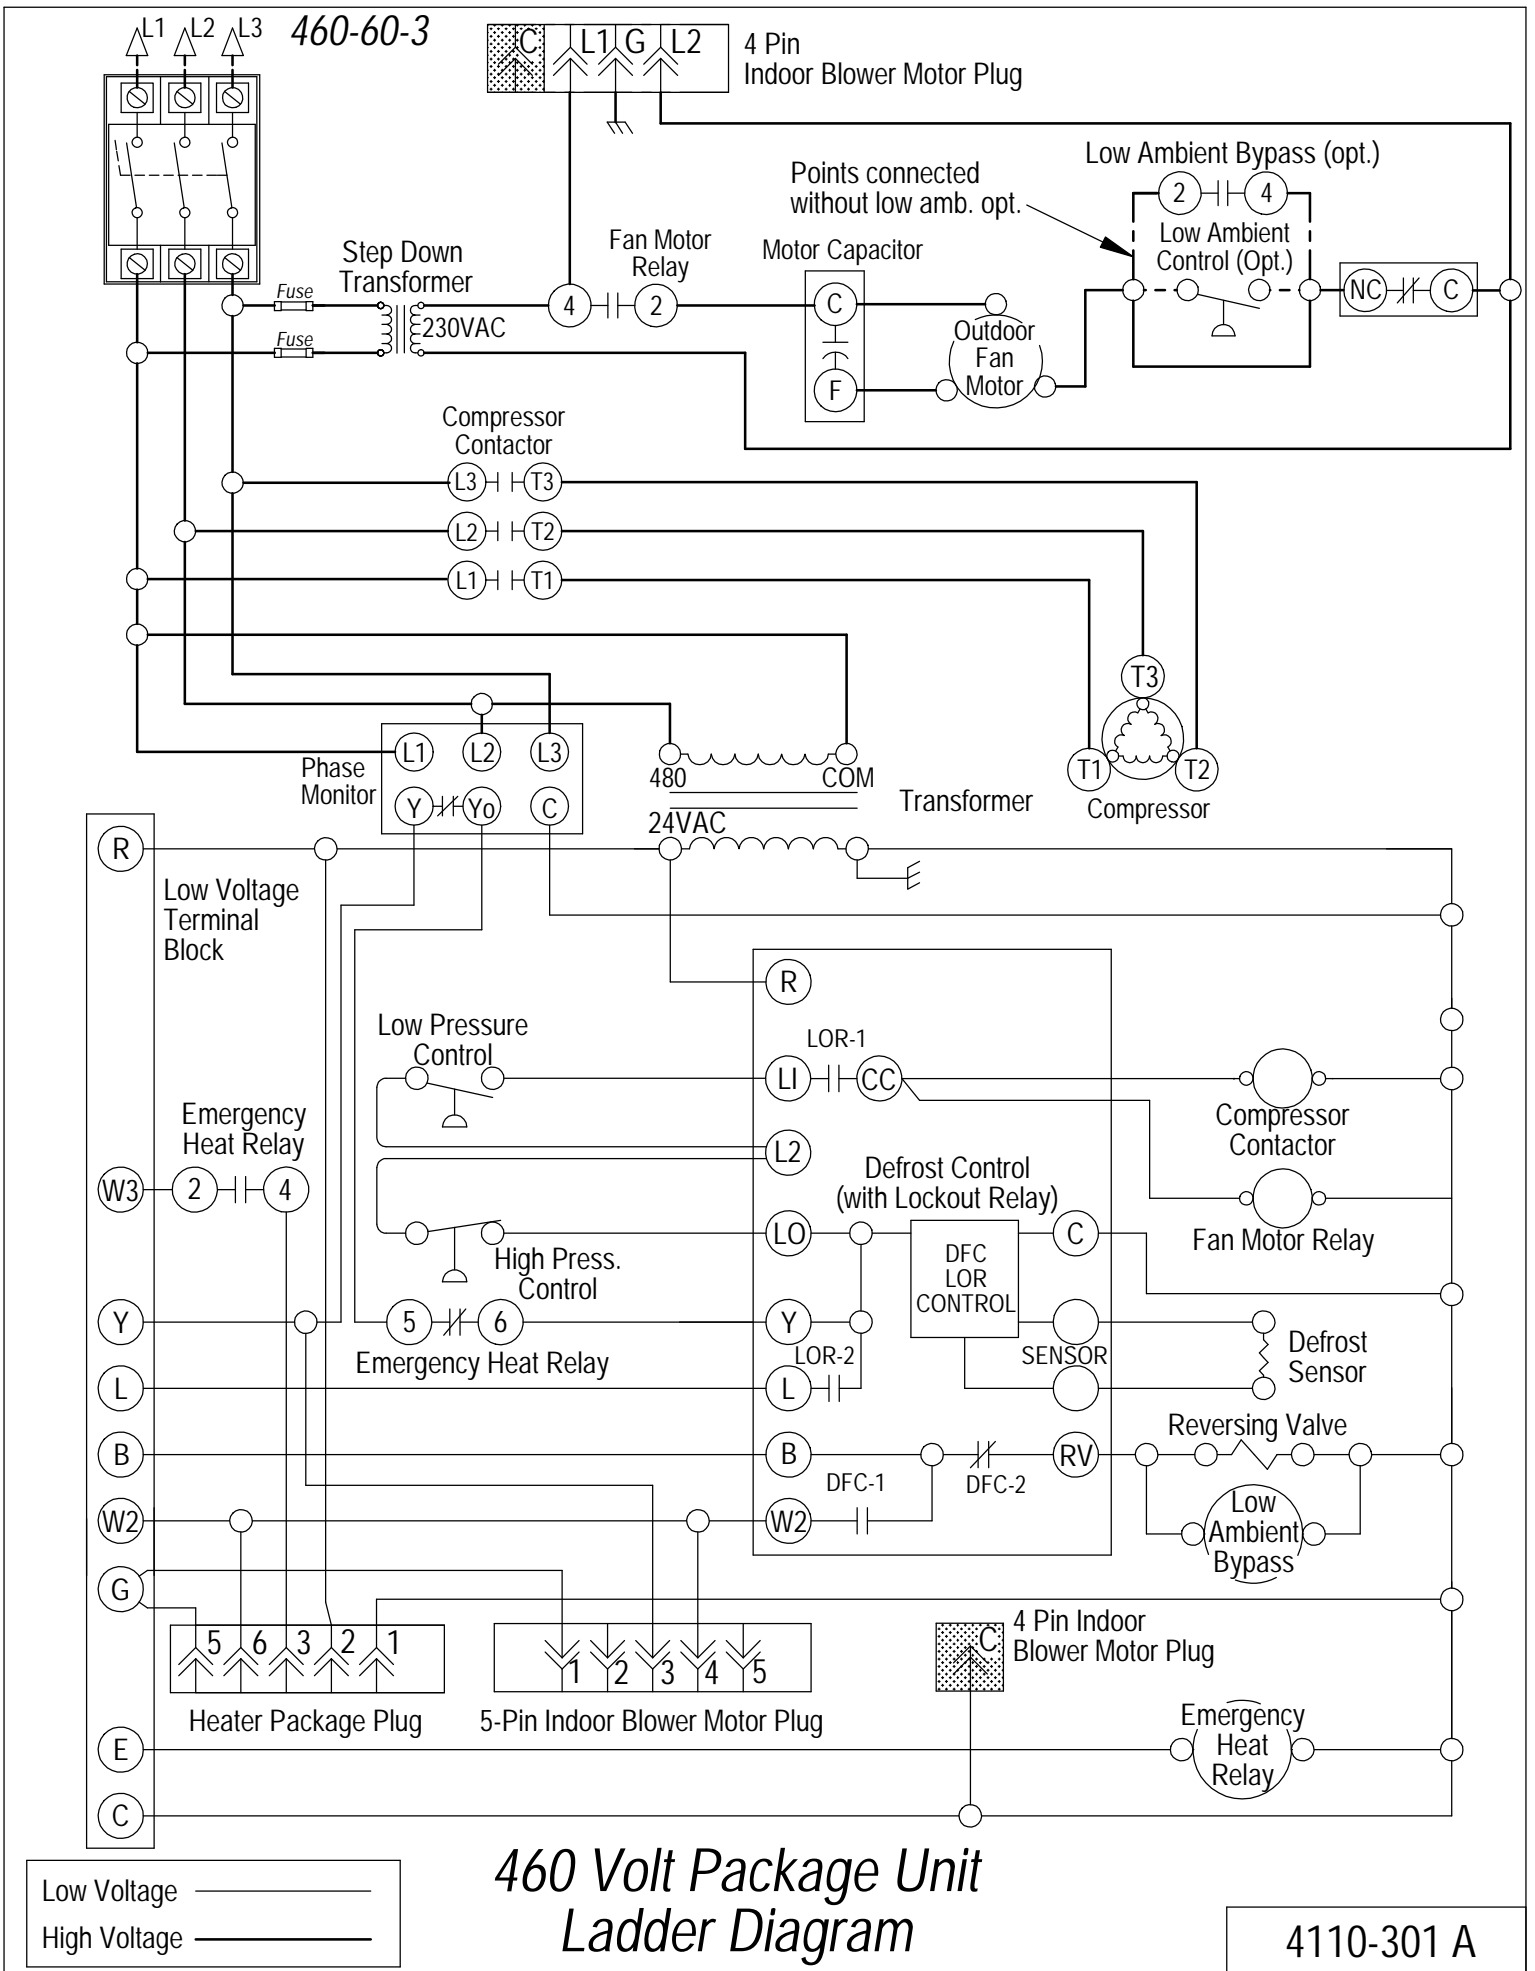 L1 L2 L3 460-60-3
C L1 G L2
4 Pin
Indoor Blower Motor Plug
Low Ambient Bypass (opt.)
2 4
Points connected
without low amb. opt.
Low Ambient
Control (Opt.)
Step Down
Transformer
Fan Motor
Relay
Motor Capacitor
Fuse
Fuse
230VAC
4 2
C
F
Outdoor
Fan
Motor
NC C
Compressor
Contactor
L3 T3
L2 T2
L1 T1
T3
T1 T2
Compressor
Phase
Monitor
L1 L2 L3
Y Yo C
480 COM
Transformer
24VAC
R
Low Voltage
Terminal
Block
R
Low Pressure
Control
LOR-1
LI CC
Compressor
Contactor
Emergency
Heat Relay
W3 2 4
L2
Defrost Control
(with Lockout Relay)
LO
DFC
LOR
CONTROL
C
Fan Motor Relay
High Press.
Control
Y
5 6
Emergency Heat Relay
Y
LOR-2
SENSOR
Defrost
Sensor
L
L
B
B
DFC-1
DFC-2
RV
Reversing Valve
Low
Ambient
Bypass
W2
W2
G
5 6 3 2 1
Heater Package Plug
1 2 3 4 5
5-Pin Indoor Blower Motor Plug
C
4 Pin Indoor
Blower Motor Plug
E
Emergency
Heat
Relay
C
Low Voltage
High Voltage
460 Volt Package Unit
Ladder Diagram
4110-301 A